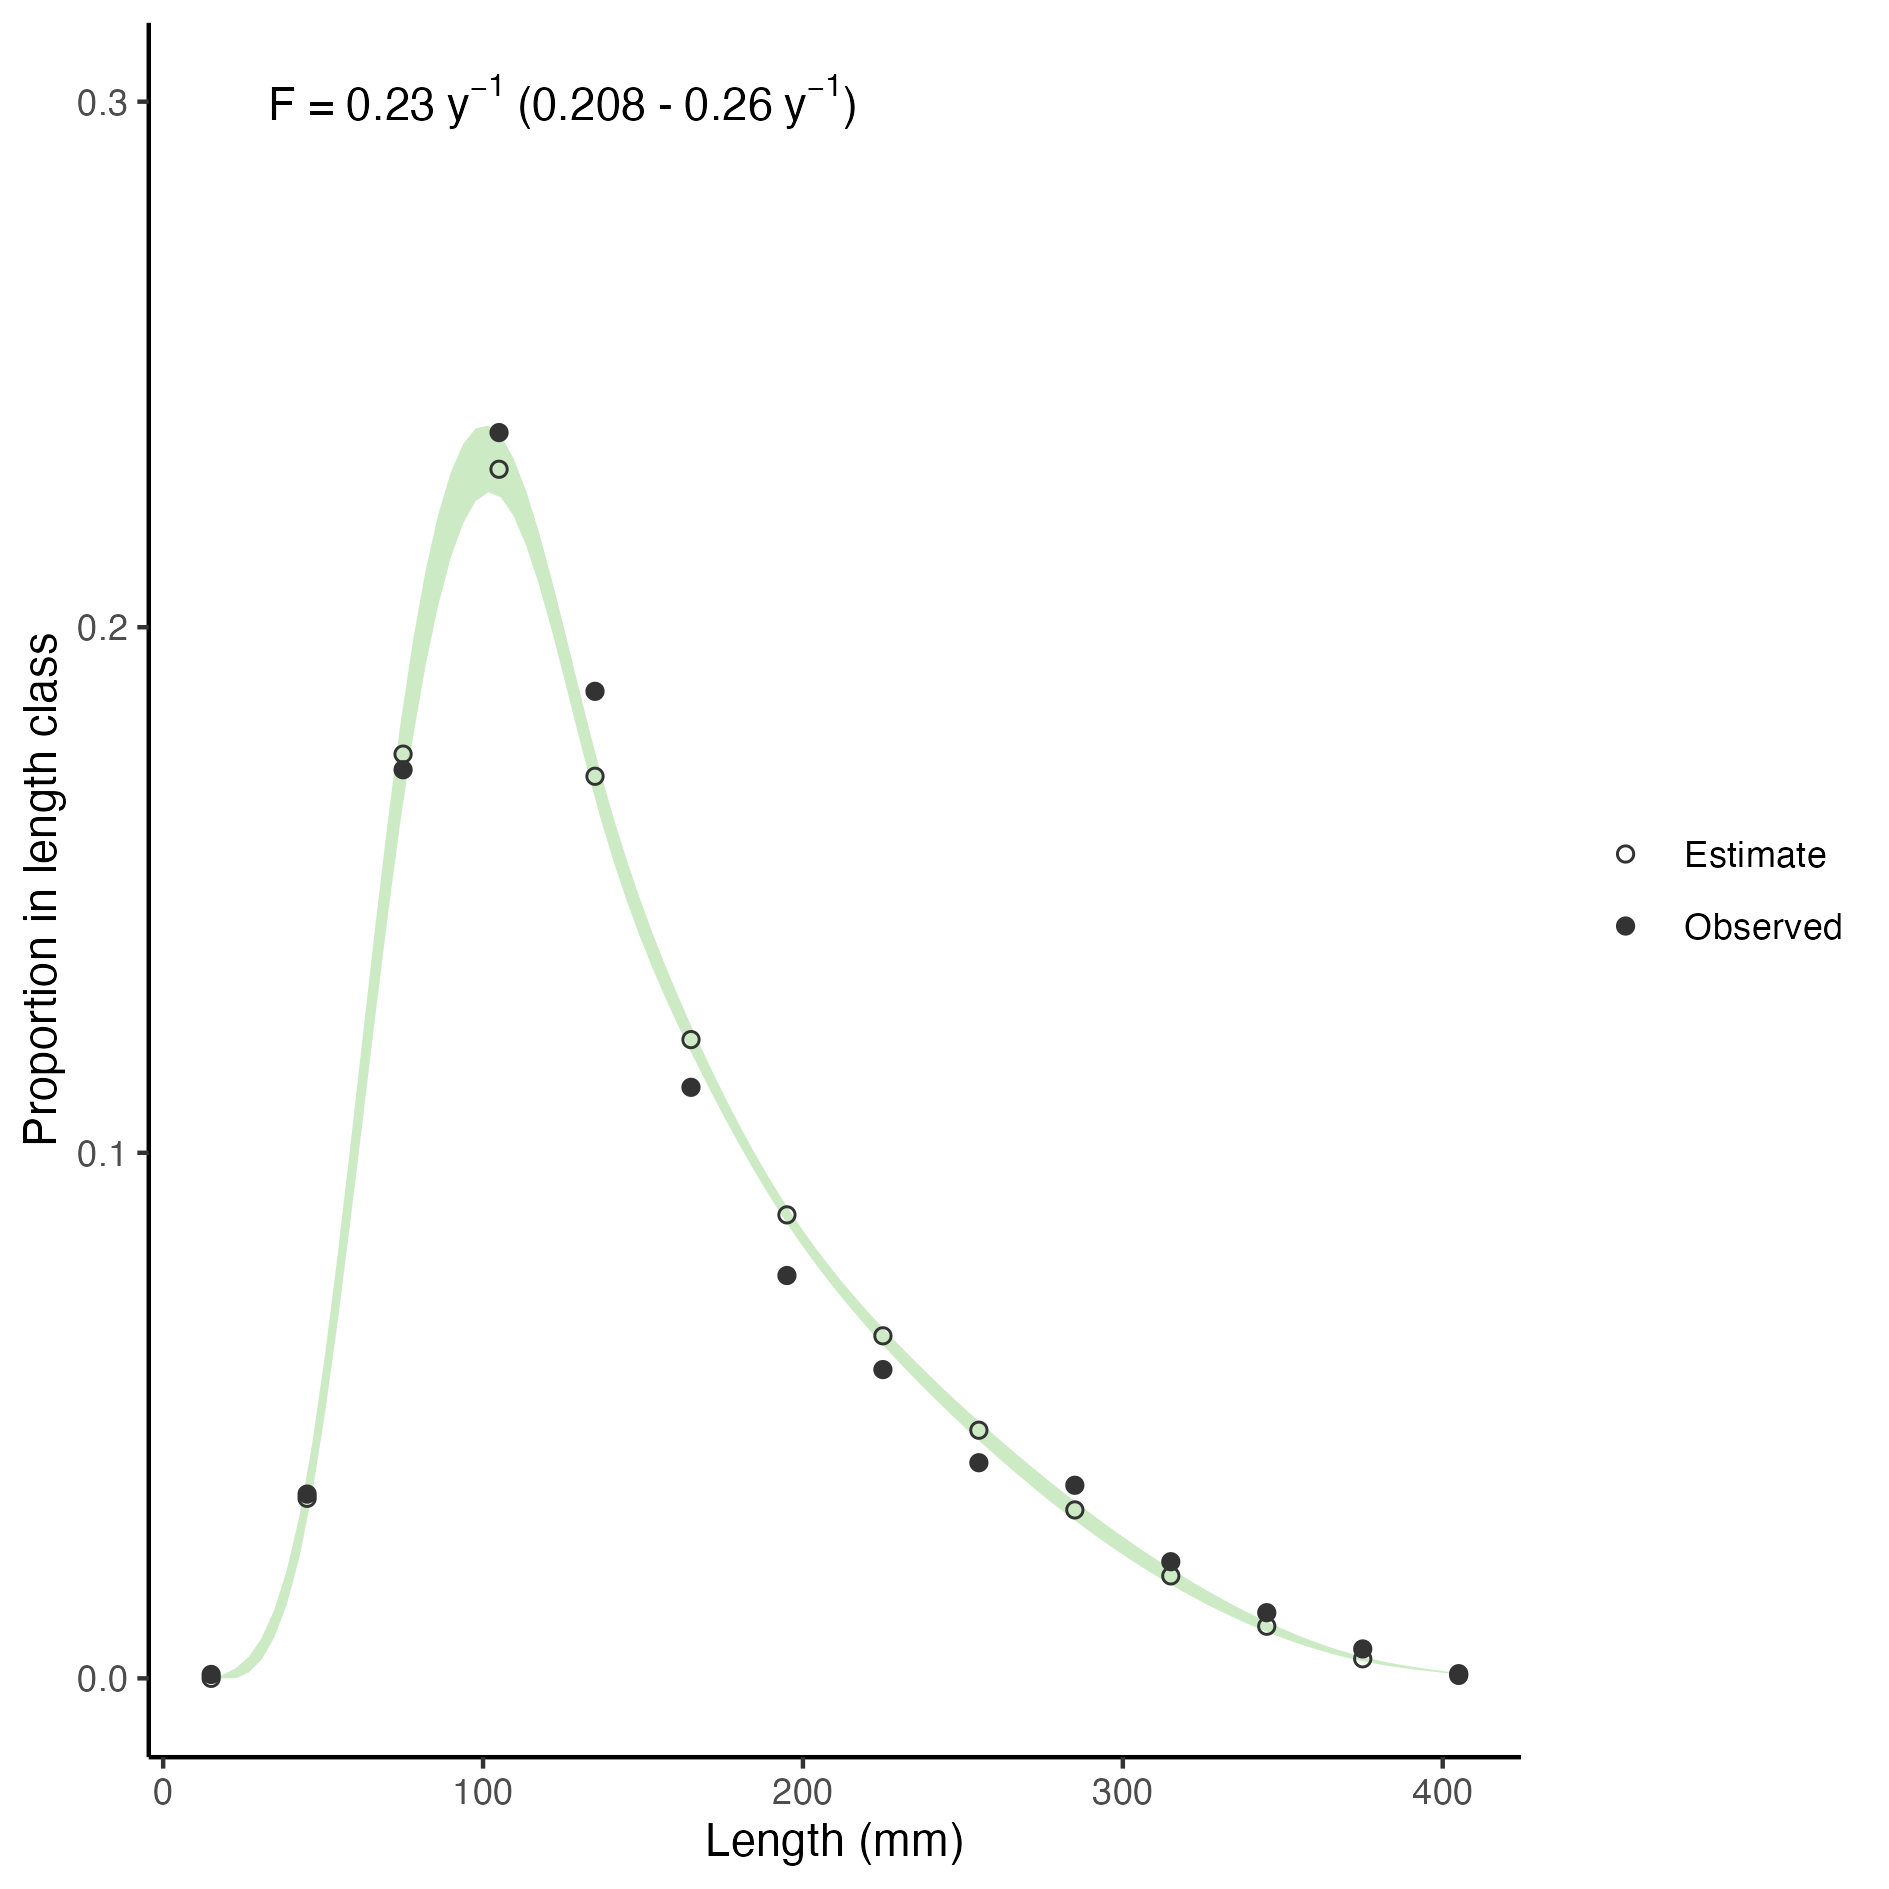 F = 0.23 y⁻¹ (0.208 - 0.26 y⁻¹)
0.3
0.2
0.1
0.0
Proportion in length class
0 100 200 300 400
Length (mm)
Estimate
Observed